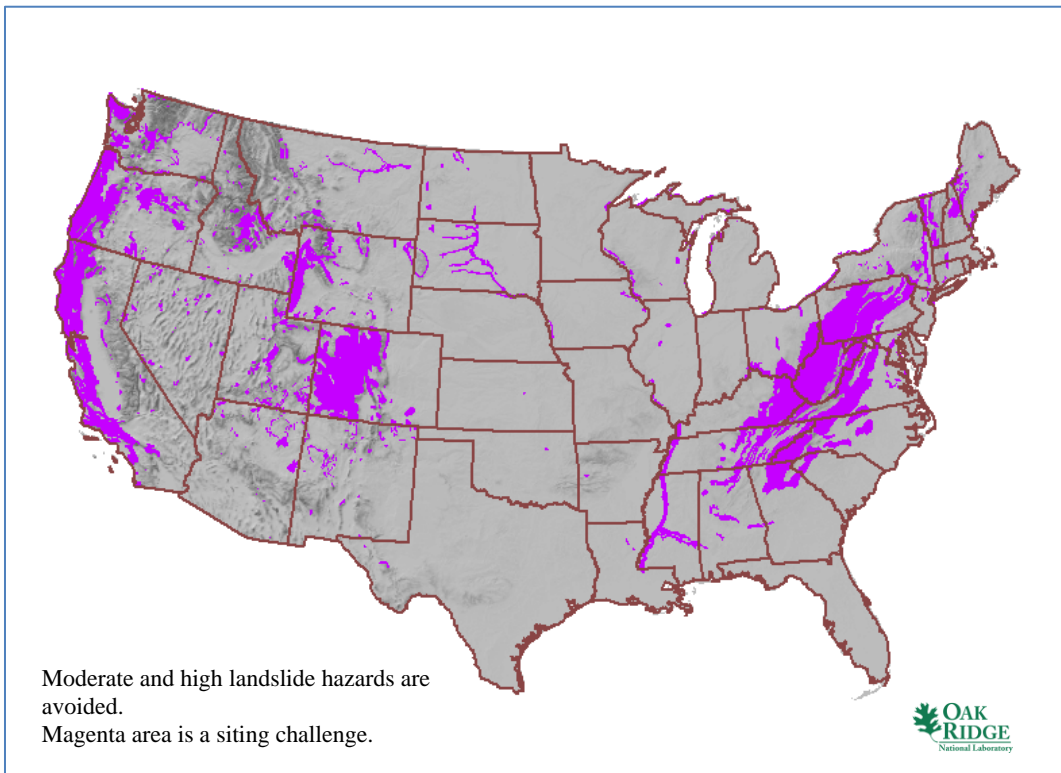 Moderate and high landslide hazards are
avoided.
Magenta area is a siting challenge.
OAK
RIDGE
National Laboratory